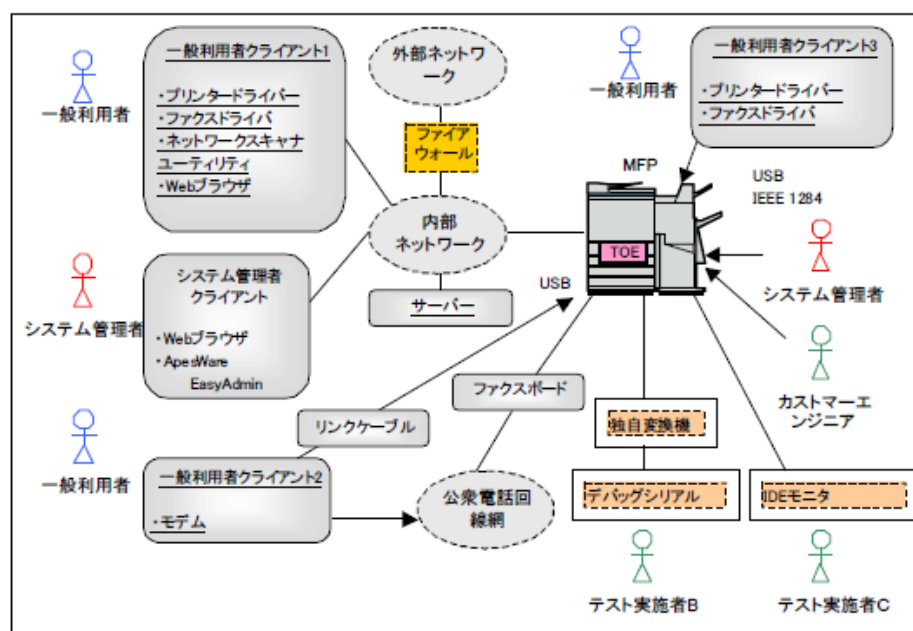 一般利用者クライアント1
・プリンタードライバー
・ファクスドライバ
・ネットワークスキャナ
ユーティリティ
・Webブラウザ
一般利用者
外部ネットワ
ーク
ファイア
ウォール
内部
ネットワーク
サーバー
一般利用者
一般利用者クライアント3
・プリンタードライバー
・ファクスドライバ
MFP
TOE
USB
IEEE 1284
システム管理者
カストマーエ
ンジニア
システム管理者
クライアント
・Webブラウザ
・ApesWare
EasyAdmin
システム管理者
USB
リンクケーブル
ファクスボード
一般利用者
一般利用者クライアント2
・モデム
公衆電話回
線網
独自変換機
デバッグシリアル
IDEモニタ
テスト実施者B
テスト実施者C